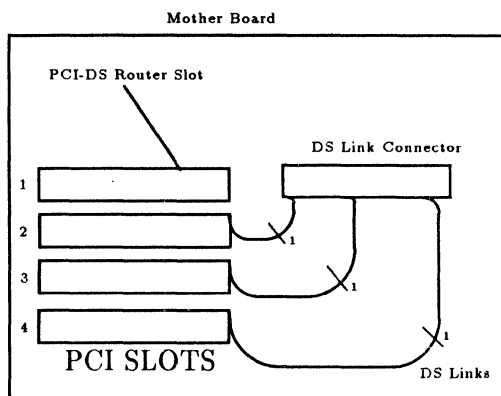 Mother Board
PCI-DS Router Slot
DS Link Connector
1
2
1
3
1
4
1
PCI SLOTS
DS Links